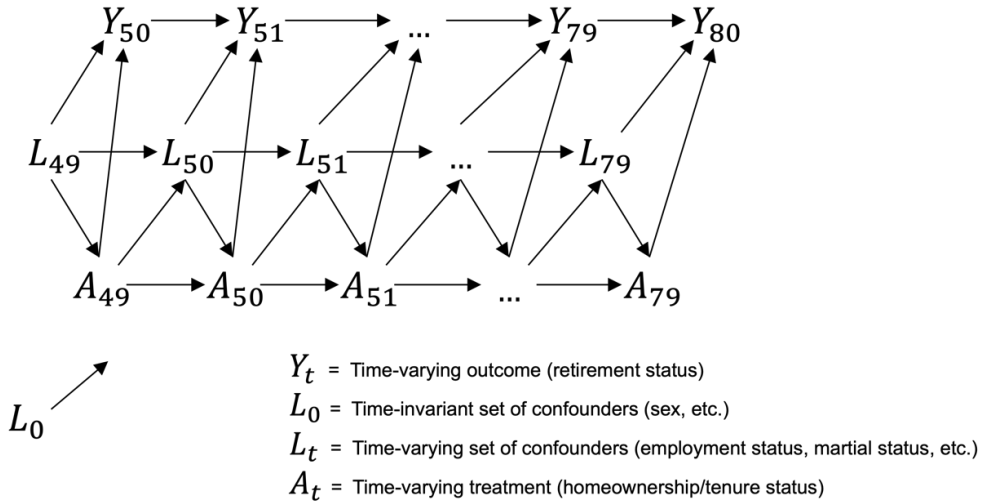 Y₅₀ Y₅₁ ... Y₇₉ Y₈₀
L₄₉ L₅₀ L₅₁ ... L₇₉
A₄₉ A₅₀ A₅₁ ... A₇₉
L₀
Yₜ = Time-varying outcome (retirement status)
L₀ = Time-invariant set of confounders (sex, etc.)
Lₜ = Time-varying set of confounders (employment status, martial status, etc.)
Aₜ = Time-varying treatment (homeownership/tenure status)